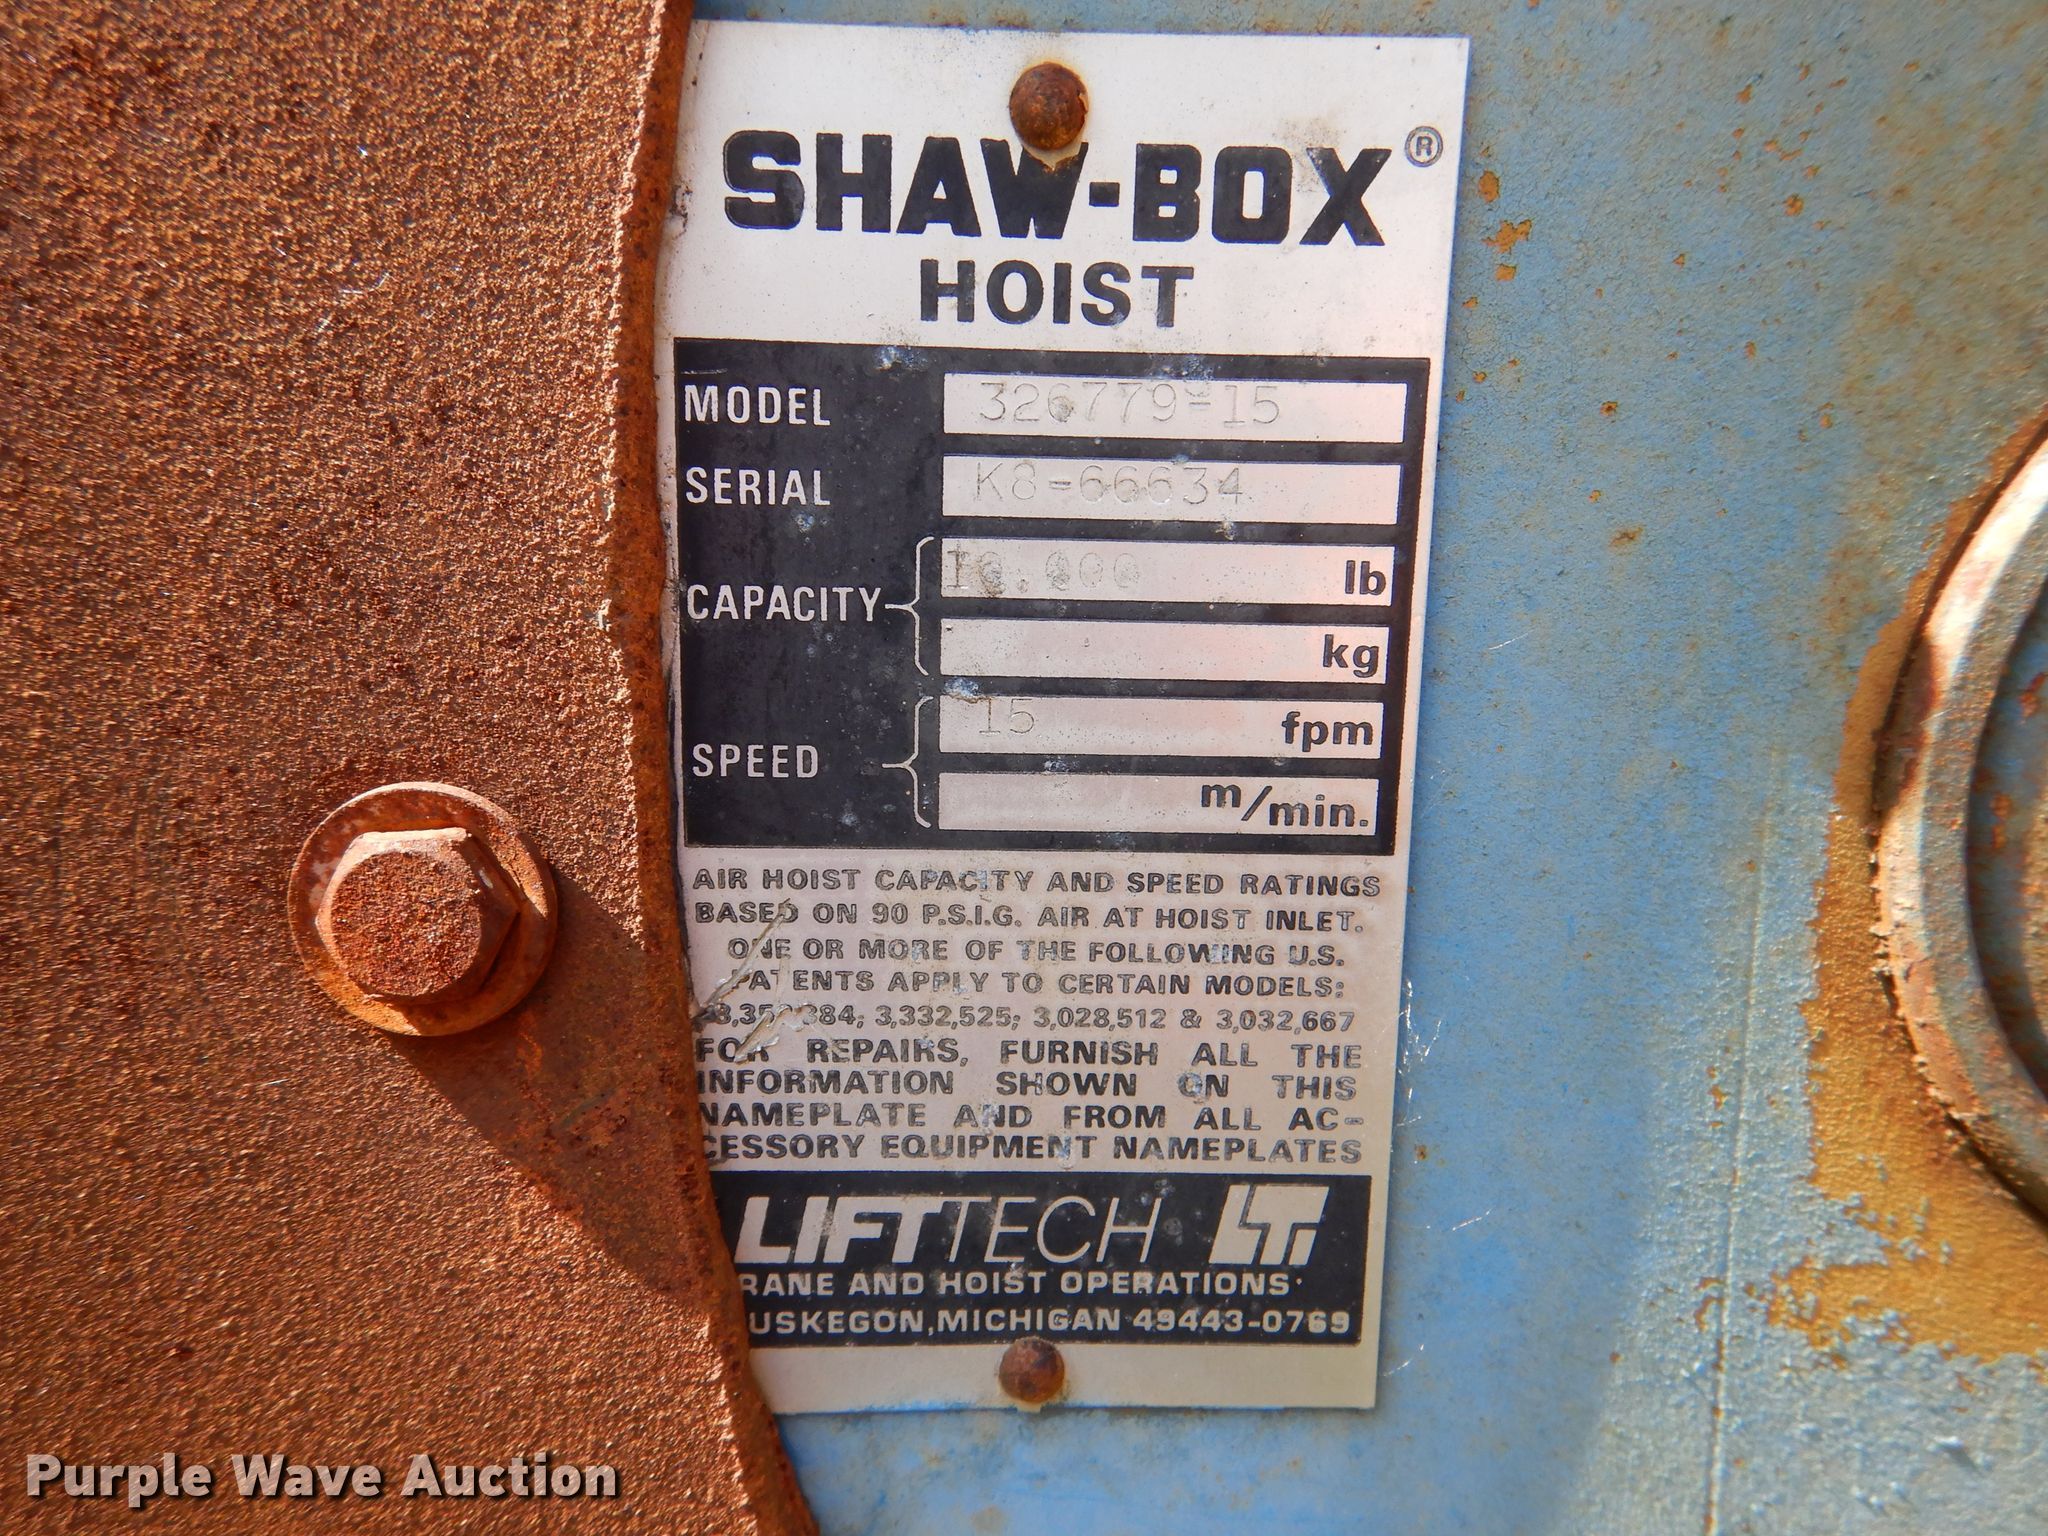 SHAW-BOX®
HOIST
MODEL 326779-15
SERIAL K8-66634
CAPACITY 10,000 lb
kg
SPEED 15 fpm
m/min.
AIR HOIST CAPACITY AND SPEED RATINGS
BASED ON 90 P.S.I.G. AIR AT HOIST INLET.
ONE OR MORE OF THE FOLLOWING U.S.
PATENTS APPLY TO CERTAIN MODELS:
3,332,525; 3,028,512 & 3,032,667
FOR REPAIRS, FURNISH ALL THE
INFORMATION SHOWN ON THIS
NAMEPLATE AND FROM ALL AC-
CESSORY EQUIPMENT NAMEPLATES
LIFTTECH LT
RANE AND HOIST OPERATIONS
USKEGON, MICHIGAN 49443-0769
Purple Wave Auction